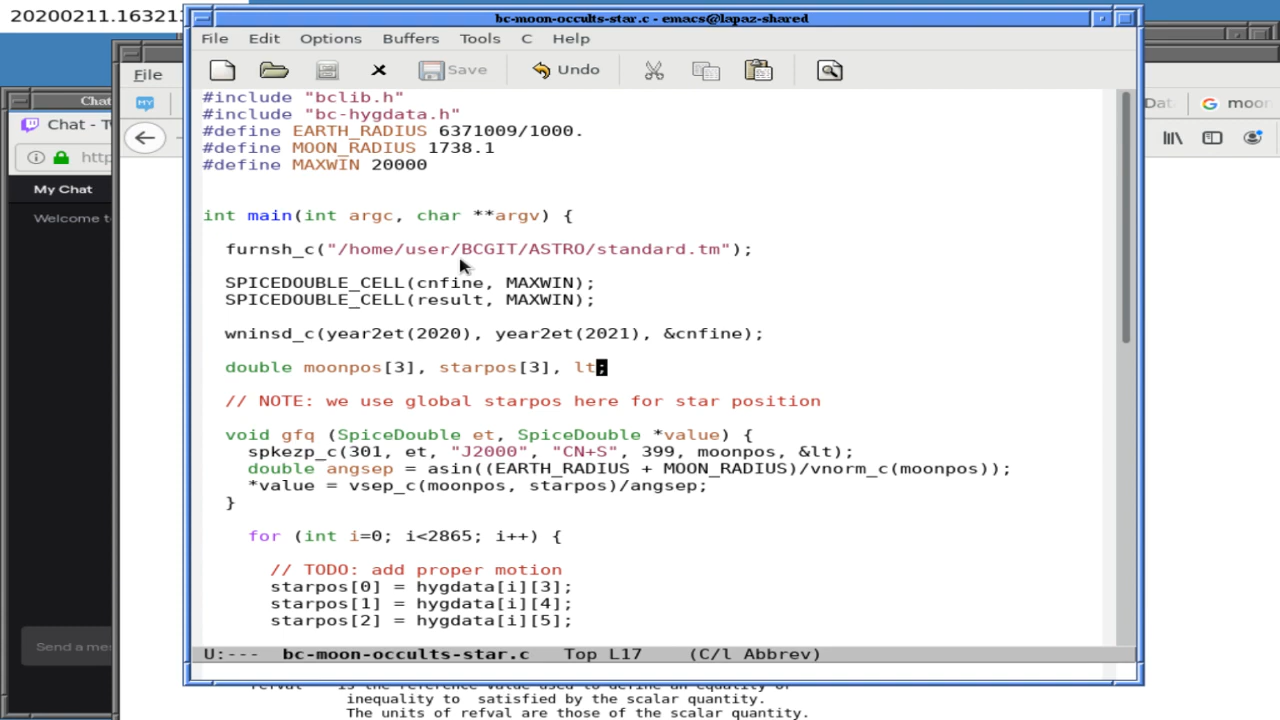 20200211.163213
bc-moon-occults-star.c - emacs@lapaz-shared
File Edit Options Buffers Tools C Help
Save Undo
#include "bclib.h"
#include "bc-hygdata.h"
#define EARTH_RADIUS 6371009/1000.
#define MOON_RADIUS 1738.1
#define MAXWIN 20000
int main(int argc, char **argv) {
furnsh_c("/home/user/BCGIT/ASTRO/standard.tm");
SPICEDOUBLE_CELL(cnfine, MAXWIN);
SPICEDOUBLE_CELL(result, MAXWIN);
wninsd_c(year2et(2020), year2et(2021), &cnfine);
double moonpos[3], starpos[3], lt;
// NOTE: we use global starpos here for star position
void gfq (SpiceDouble et, SpiceDouble *value) {
spkezp_c(301, et, "J2000", "CN+S", 399, moonpos, &lt);
double angsep = asin((EARTH_RADIUS + MOON_RADIUS)/vnorm_c(moonpos));
*value = vsep_c(moonpos, starpos)/angsep;
}
for (int i=0; i<2865; i++) {
// TODO: add proper motion
starpos[0] = hygdata[i][3];
starpos[1] = hygdata[i][4];
starpos[2] = hygdata[i][5];
U:--- bc-moon-occults-star.c Top L17 (C/l Abbrev)
File
Chat
Chat - T
http
My Chat
Welcome t
Send a me
Dat
moon
inequality to satisfied by the scalar quantity.
The units of refval are those of the scalar quantity.